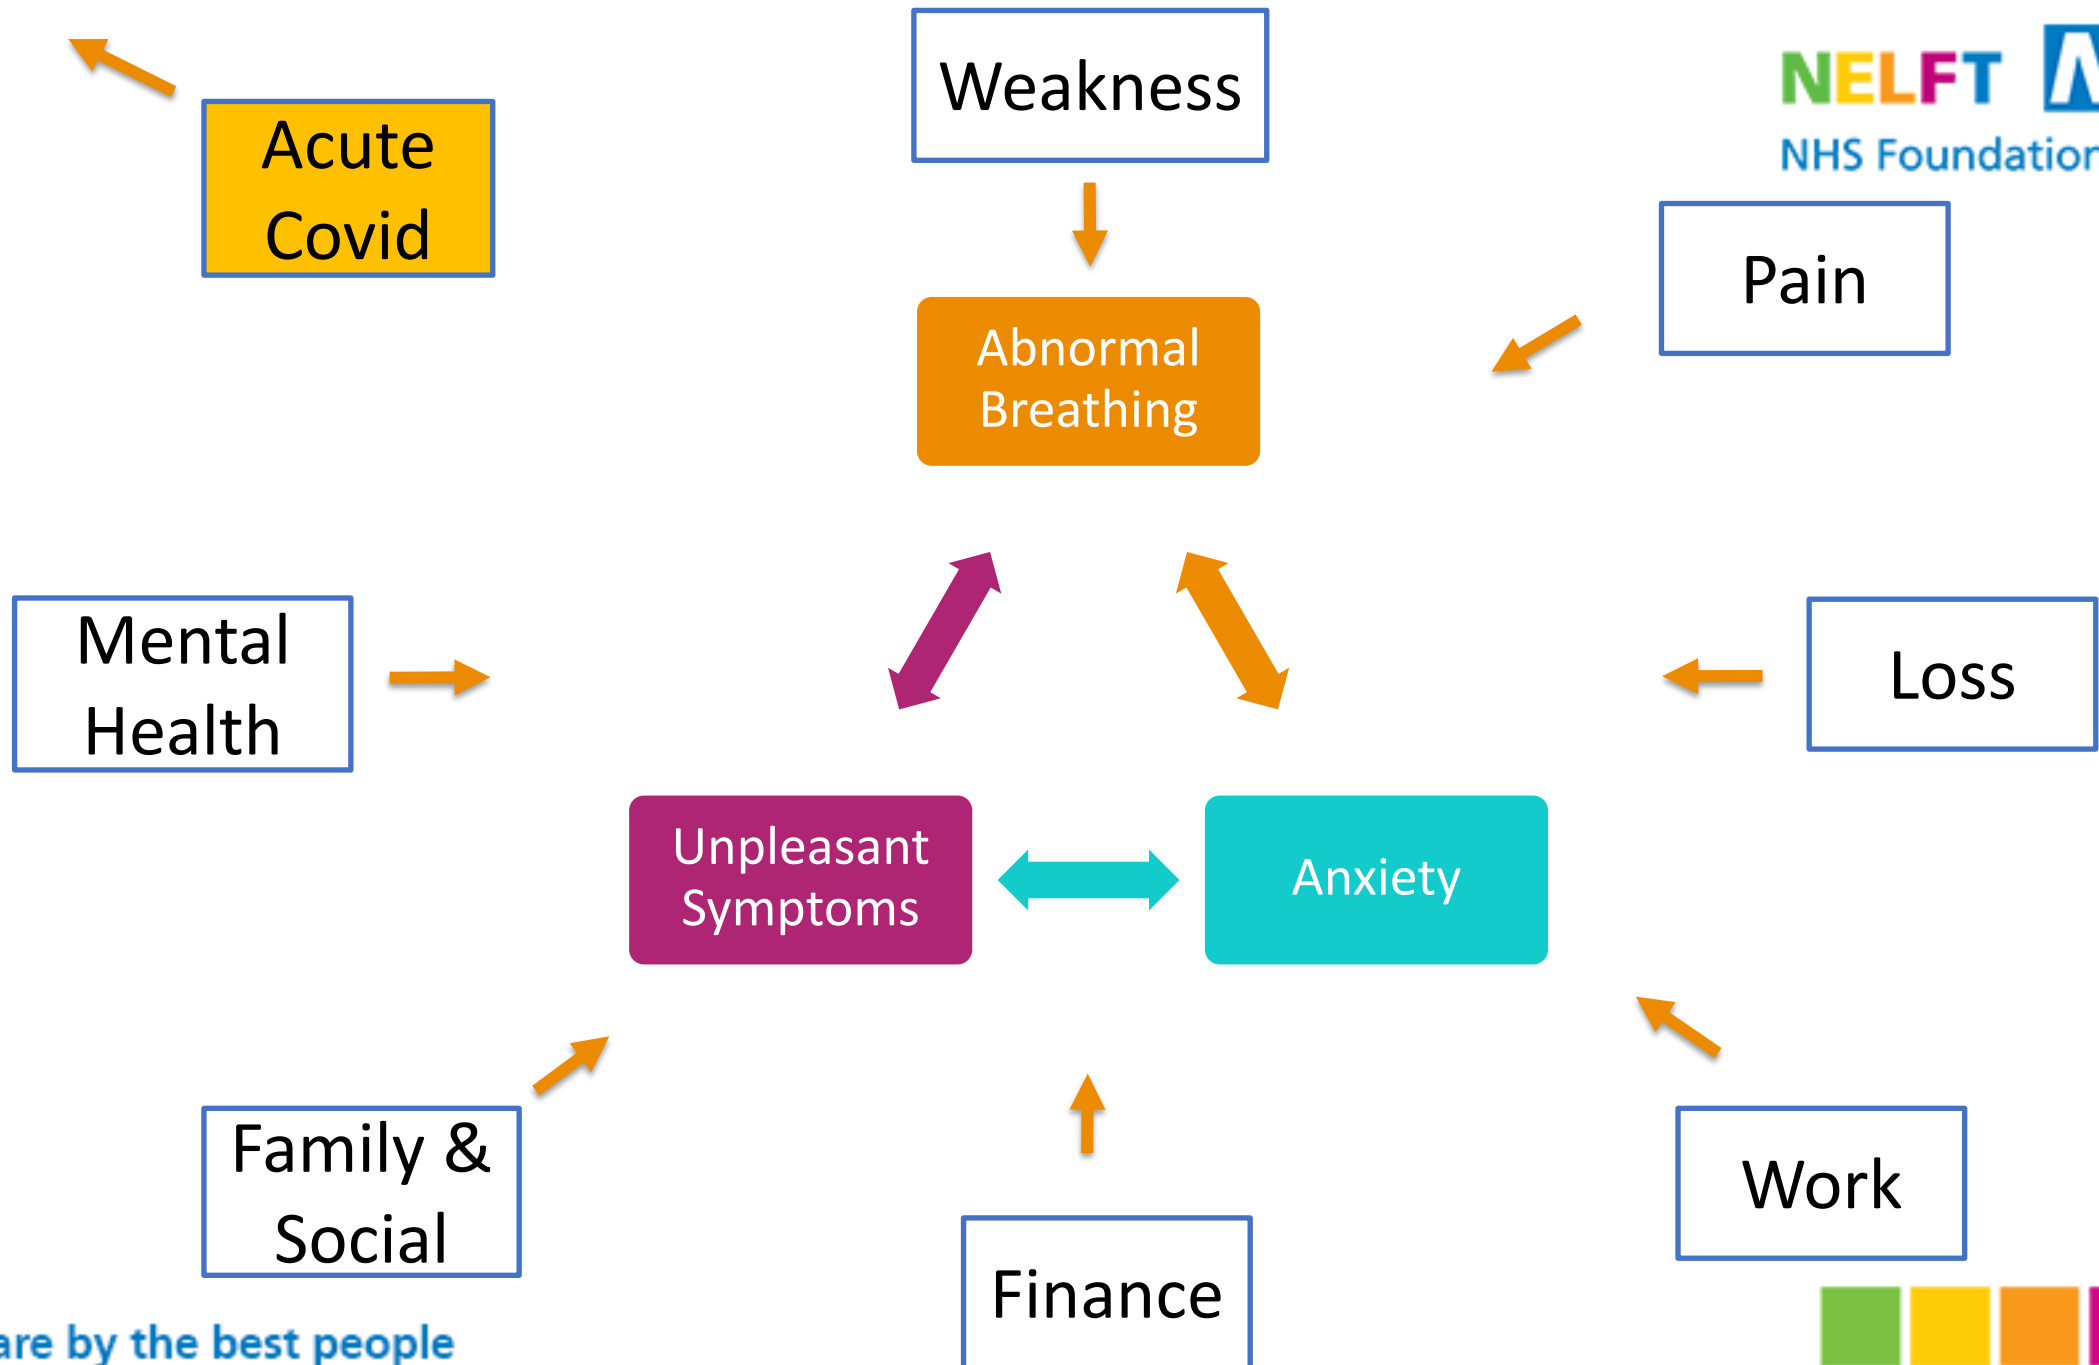 Weakness
NELFT
NHS Foundation
Acute
Covid
Pain
Abnormal
Breathing
Mental
Health
Loss
Unpleasant
Symptoms
Anxiety
Family &
Social
Work
Finance
by the best people